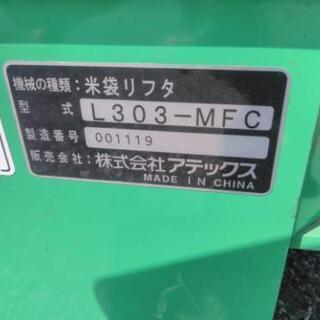 機械の種類：米袋リフタ
型式 L303-MFC
製造番号 001119
販売会社：株式会社アテックス
MADE IN CHINA